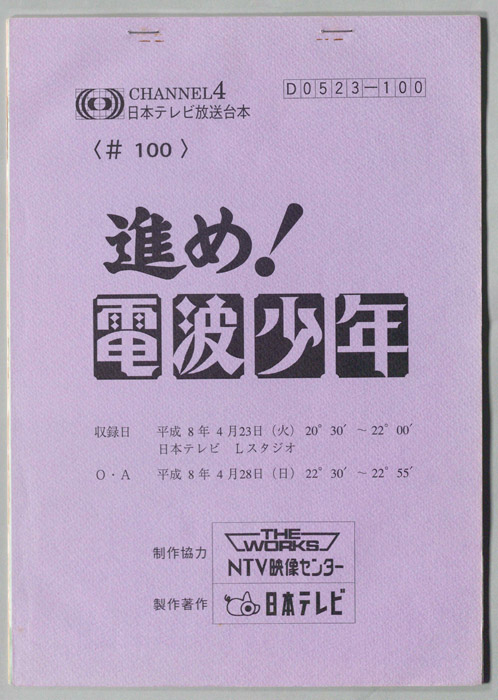 CHANNEL4
日本テレビ放送台本
D0523-100
〈# 100 〉
進め!
電波少年
収録日 平成 8 年 4 月23日(火) 20° 30′ ~ 22° 00′
日本テレビ Lスタジオ
O・A 平成 8 年 4 月28日(日) 22° 30′ ~ 22° 55′
制作協力
THE WORKS
NTV映像センター
製作著作 日本テレビ